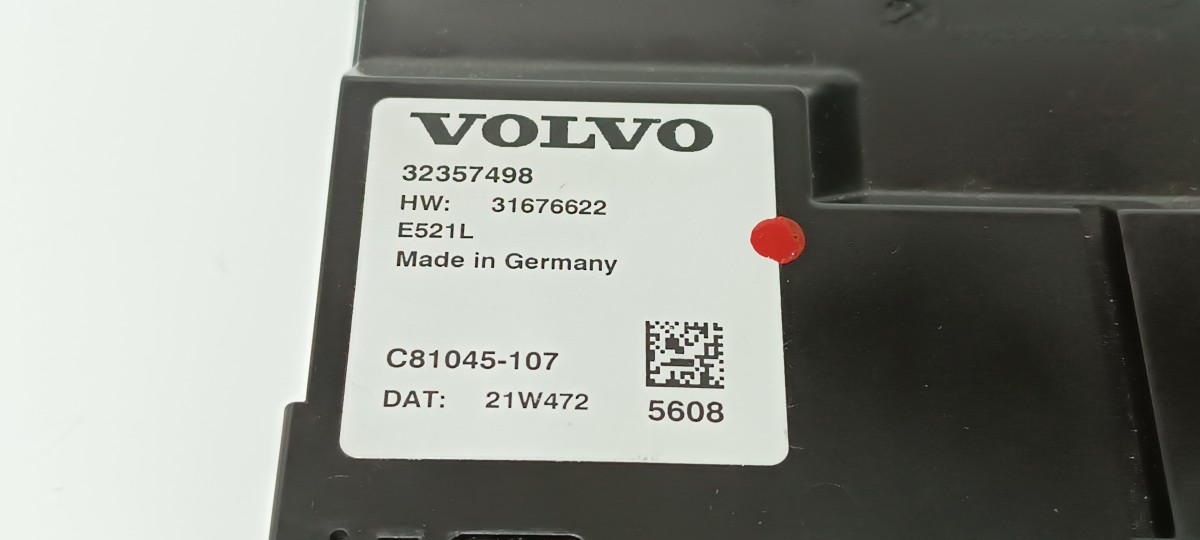 VOLVO
32357498
HW: 31676622
E521L
Made in Germany
C81045-107
DAT: 21W472
5608